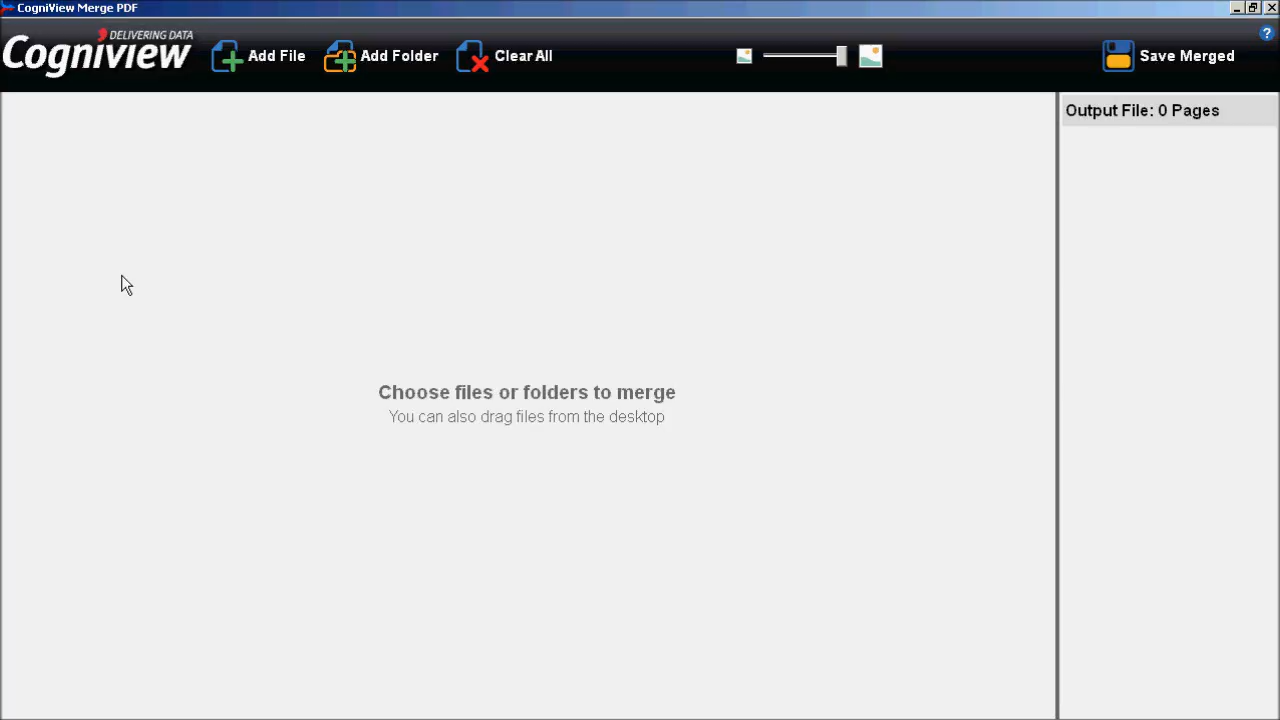 CogniView Merge PDF
DELIVERING DATA
Cogniview
Add File
Add Folder
Clear All
Save Merged
?
Output File: 0 Pages
Choose files or folders to merge
You can also drag files from the desktop